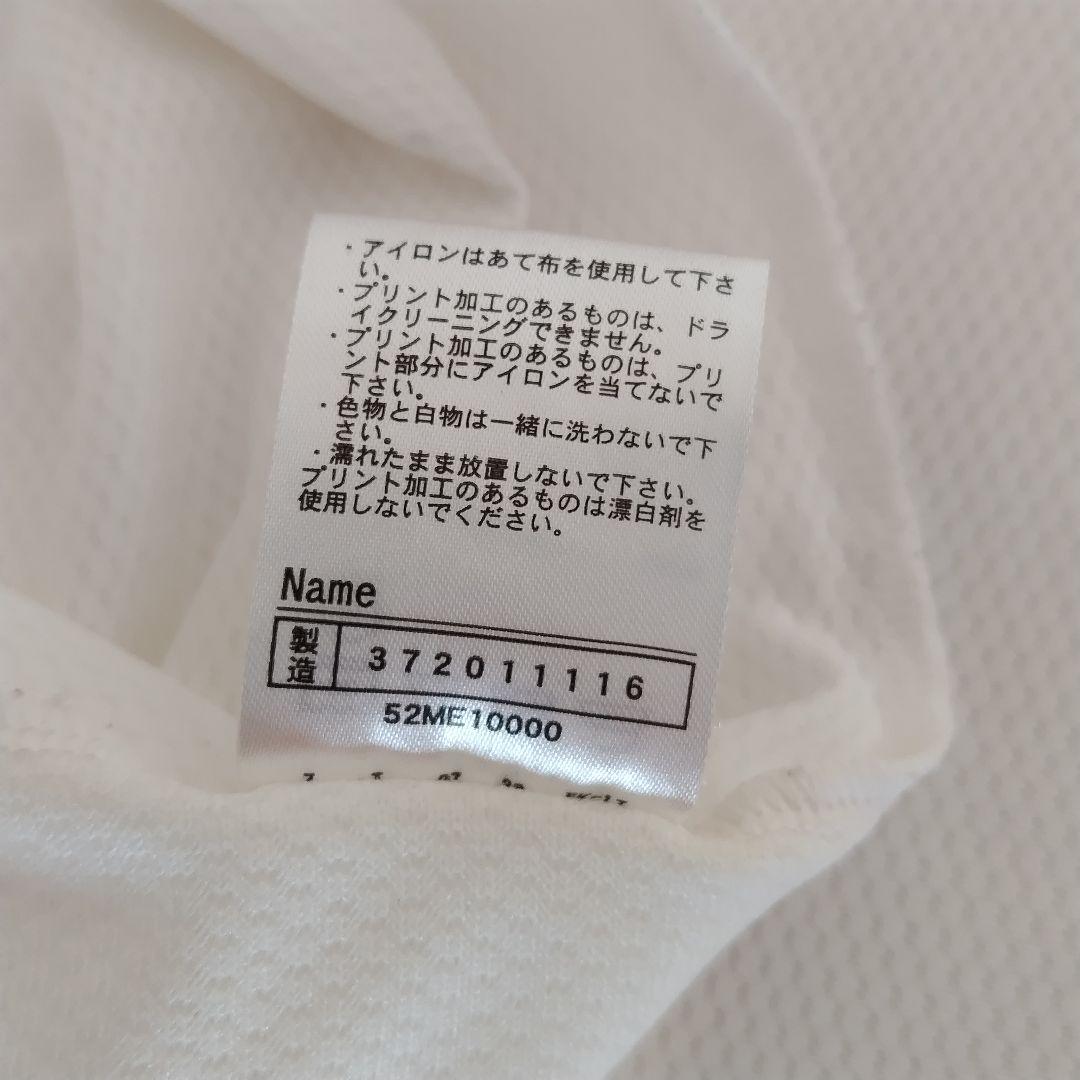 ・アイロンはあて布を使用して下さ
い。
・プリント加工のあるものは、ドラ
イクリーニングできません。
・プリント加工のあるものは、プリ
ント部分にアイロンを当てないで
下さい。
・色物と白物は一緒に洗わないで下
さい。
・濡れたまま放置しないで下さい。
プリント加工のあるものは漂白剤を
使用しないでください。
Name
製造 372011116
52ME10000